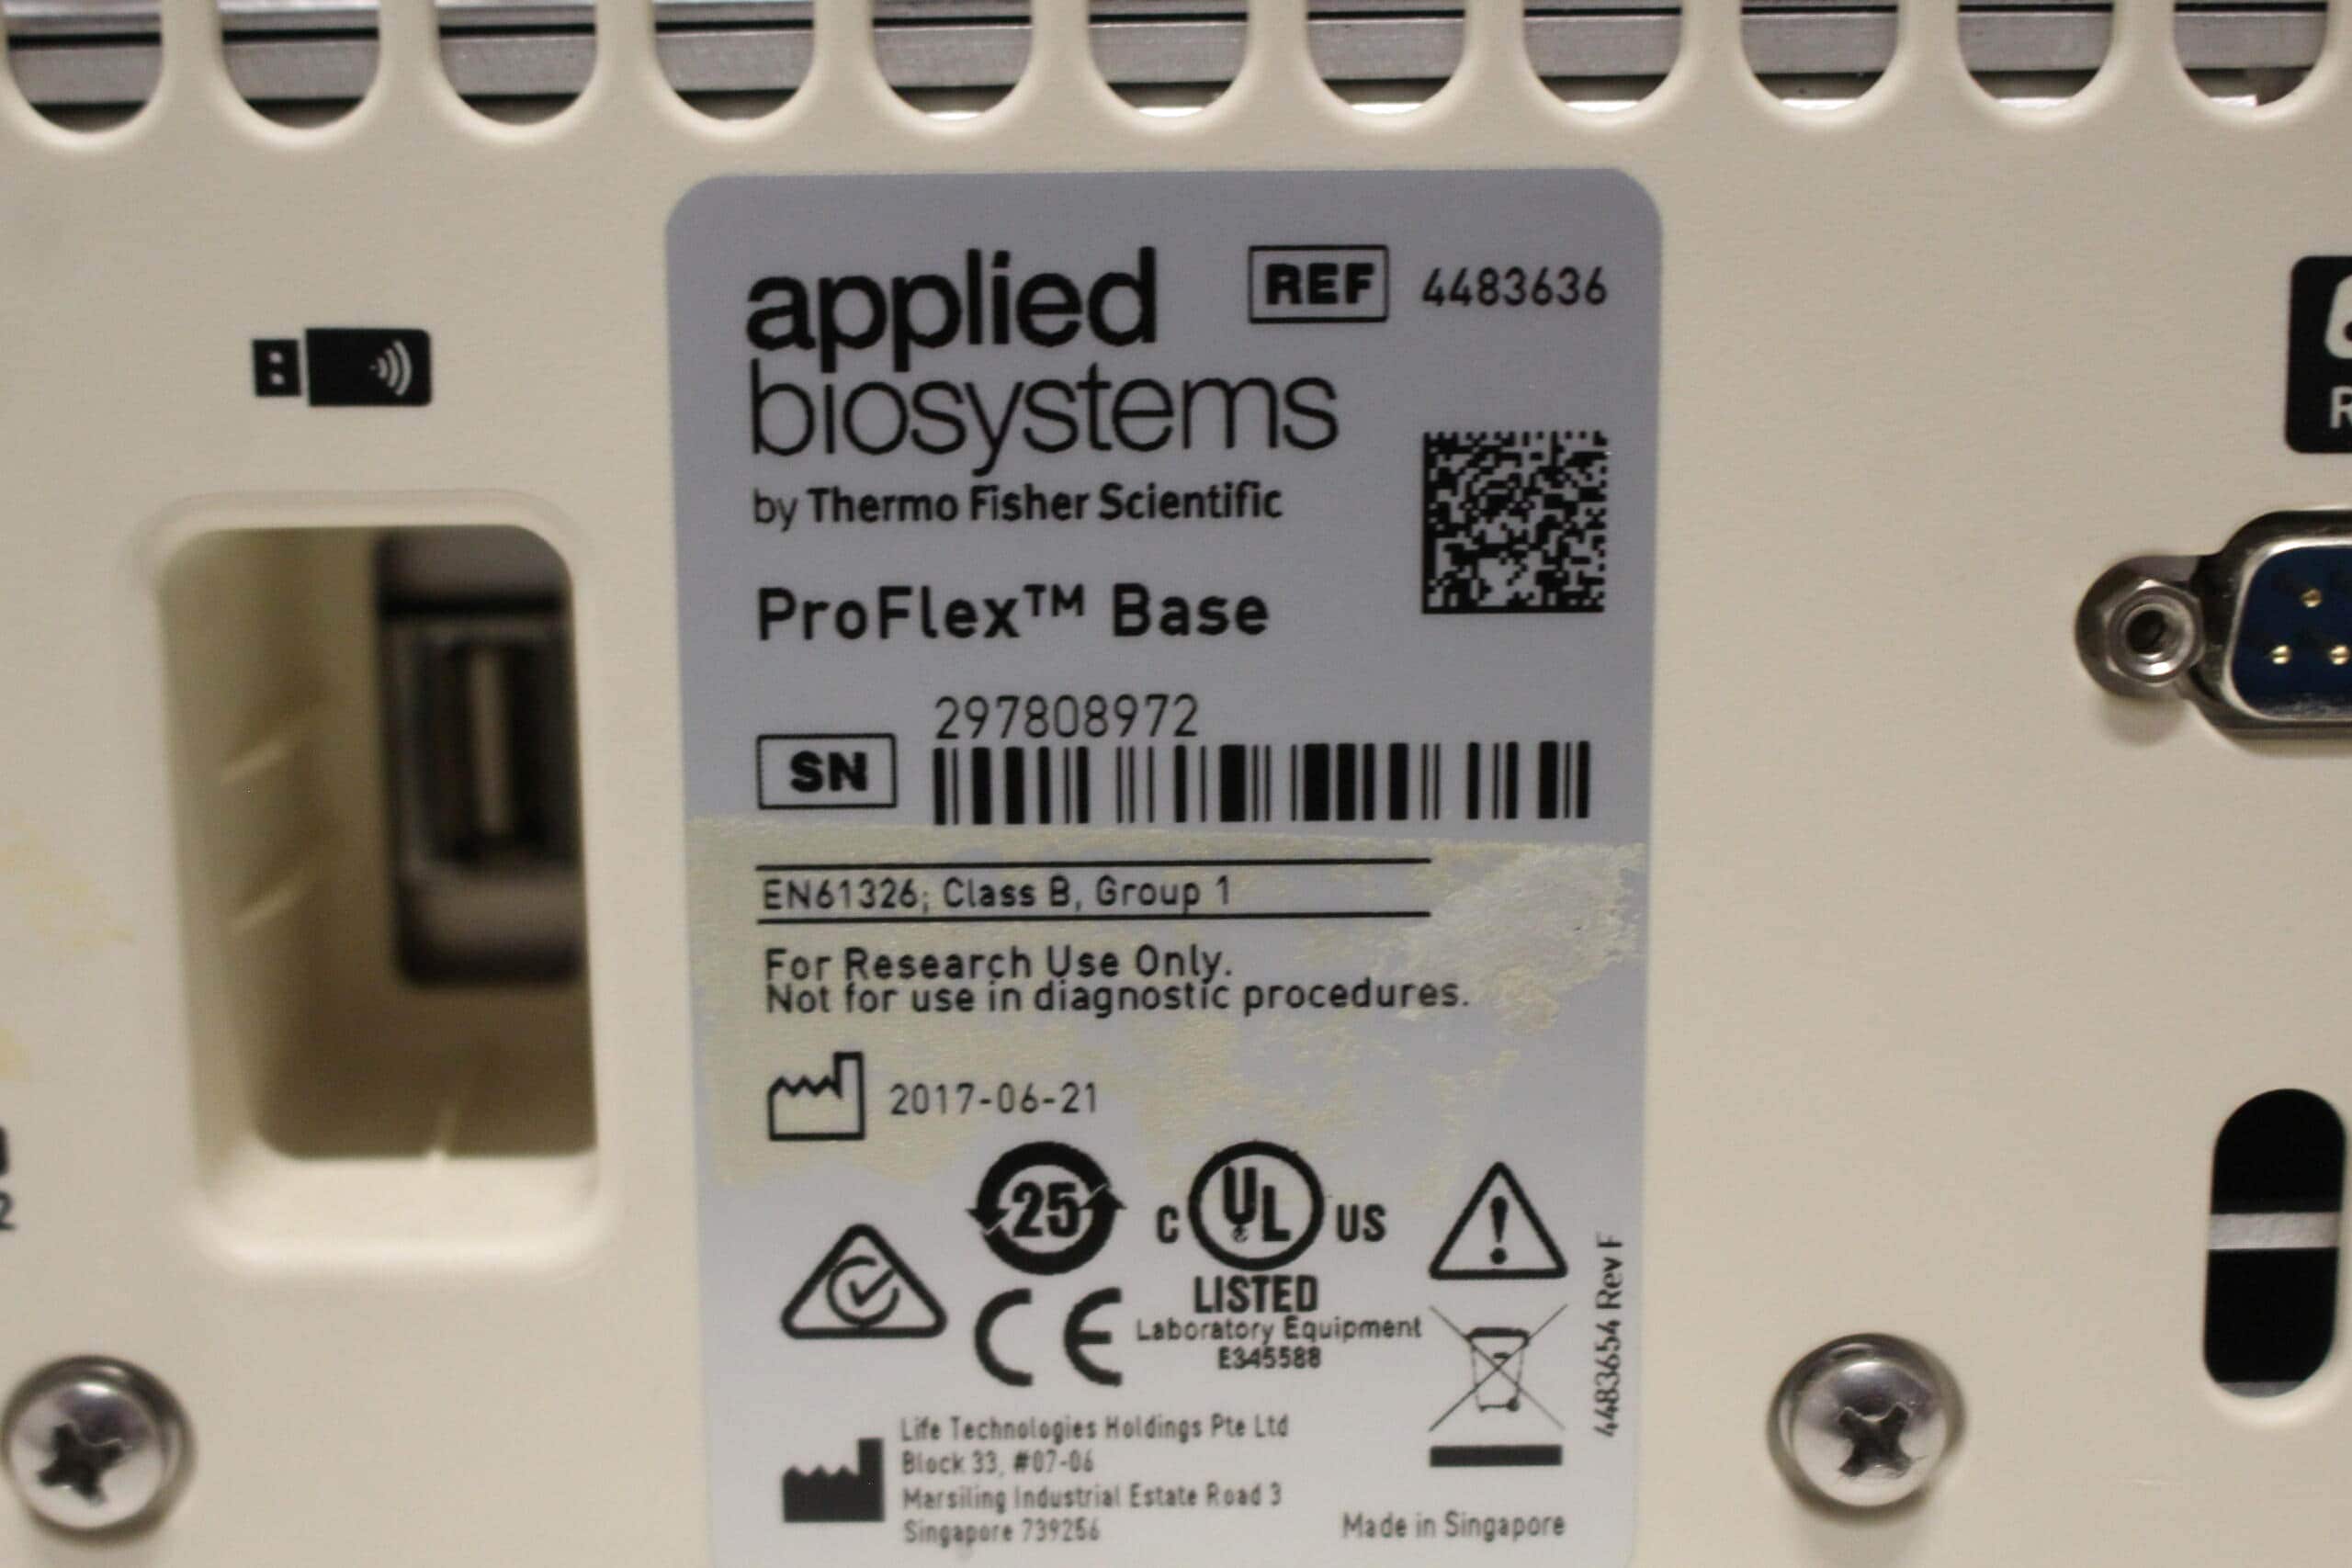 applied
biosystems
by Thermo Fisher Scientific
REF 4483636
ProFlex™ Base
297808972
SN
EN61326; Class B, Group 1
For Research Use Only.
Not for use in diagnostic procedures.
2017-06-21
25
C UL US
LISTED
Laboratory Equipment
E345588
CE
4483654 Rev F
Life Technologies Holdings Pte Ltd
Block 33, #07-06
Marsiling Industrial Estate Road 3
Singapore 739256
Made in Singapore
2